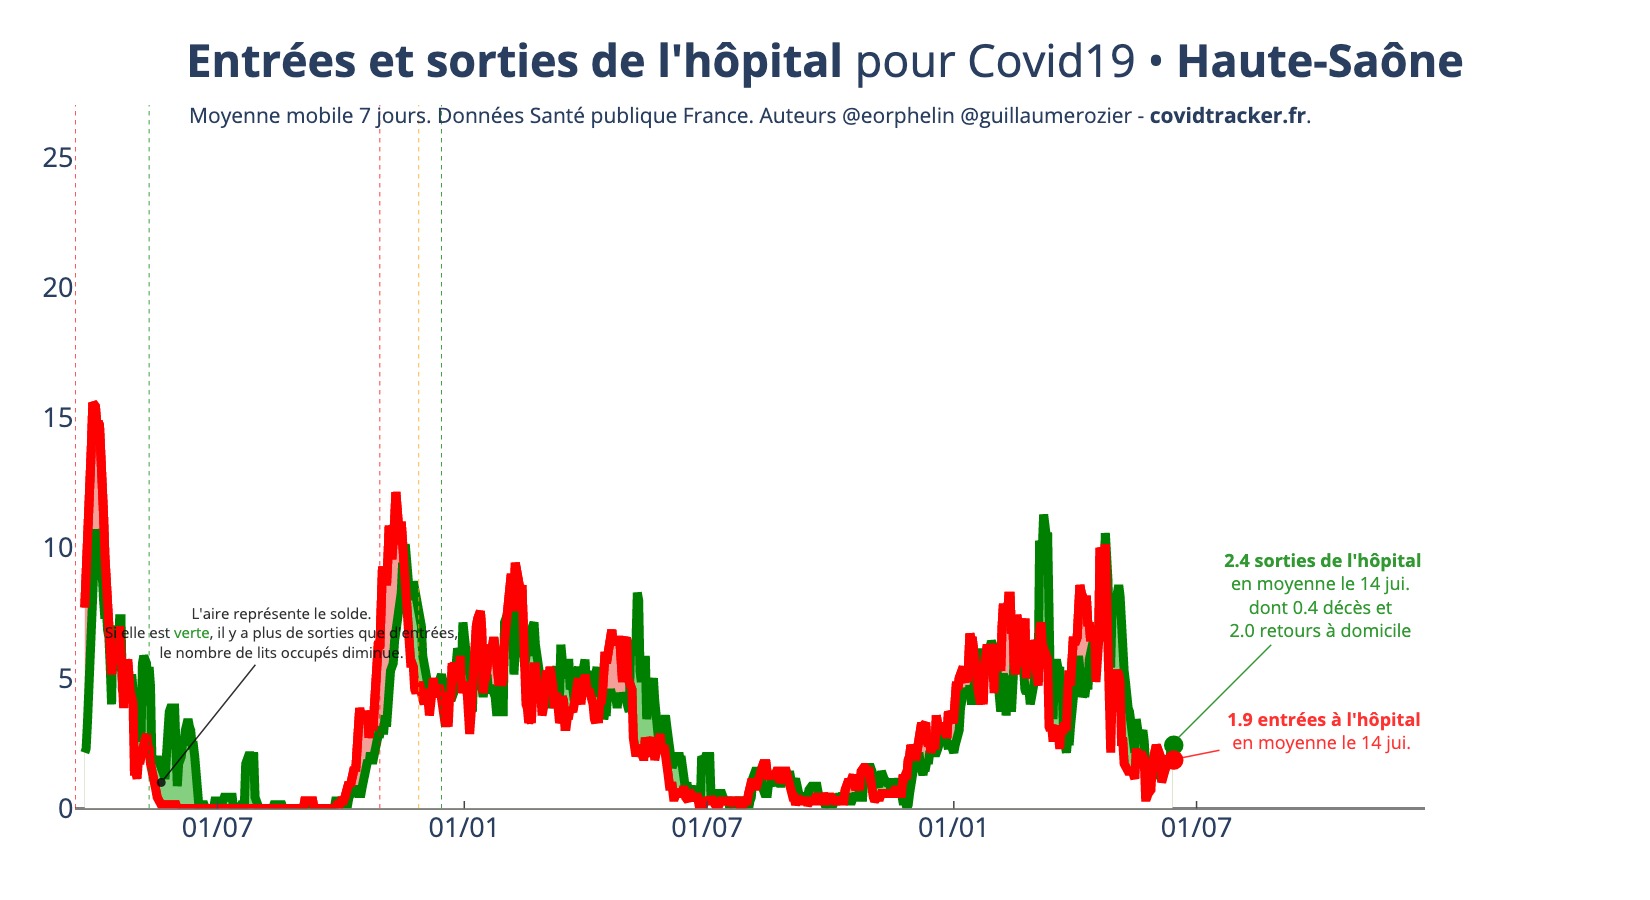 Entrées et sorties de l'hôpital pour Covid19 • Haute-Saône
Moyenne mobile 7 jours. Données Santé publique France. Auteurs @eorphelin @guillaumerozier - covidtracker.fr.
25
20
15
10
5
0
L'aire représente le solde.
Si elle est verte, il y a plus de sorties que d'entrées,
le nombre de lits occupés diminue.
2.4 sorties de l'hôpital
en moyenne le 14 jui.
dont 0.4 décès et
2.0 retours à domicile
1.9 entrées à l'hôpital
en moyenne le 14 jui.
01/07
01/01
01/07
01/01
01/07